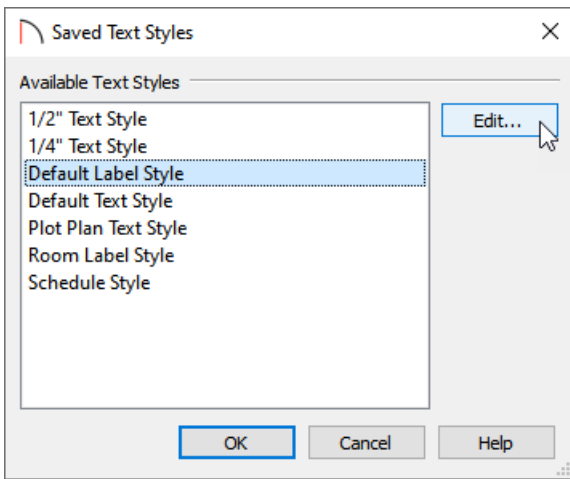 Saved Text Styles
Available Text Styles
1/2" Text Style
1/4" Text Style
Default Label Style
Default Text Style
Plot Plan Text Style
Room Label Style
Schedule Style
Edit...
OK
Cancel
Help